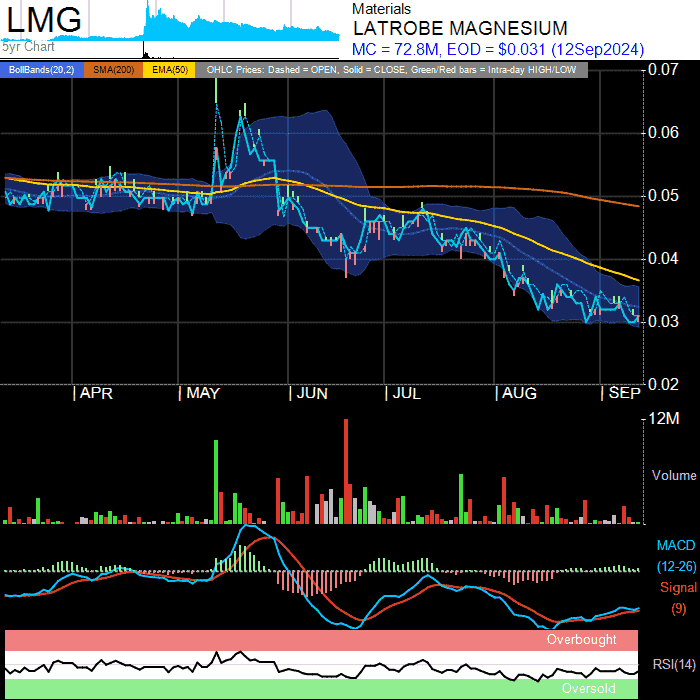 LMG
5yr Chart
Materials
LATROBE MAGNESIUM
MC = 72.8M, EOD = $0.031 (12Sep2024)
BollBands(20,2) SMA(200) EMA(50) OHLC Prices: Dashed = OPEN, Solid = CLOSE, Green/Red bars = Intra-day HIGH/LOW
0.07
0.06
0.05
0.04
0.03
0.02
APR MAY JUN JUL AUG SEP
12M
Volume
MACD
(12-26)
Signal
(9)
Overbought
RSI(14)
Oversold